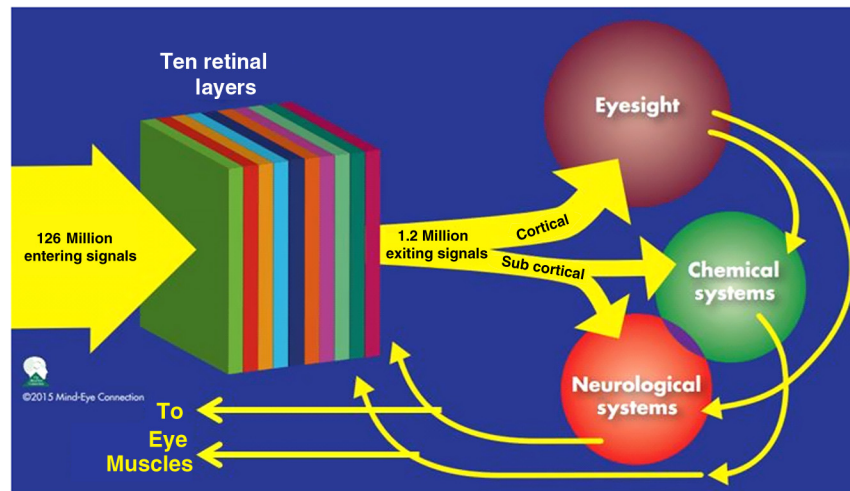 Ten retinal
layers
Eyesight
126 Million
entering signals
1.2 Million
exiting signals
Cortical
Sub cortical
Chemical
systems
Neurological
systems
©2015 Mind-Eye Connection
To
Eye
Muscles